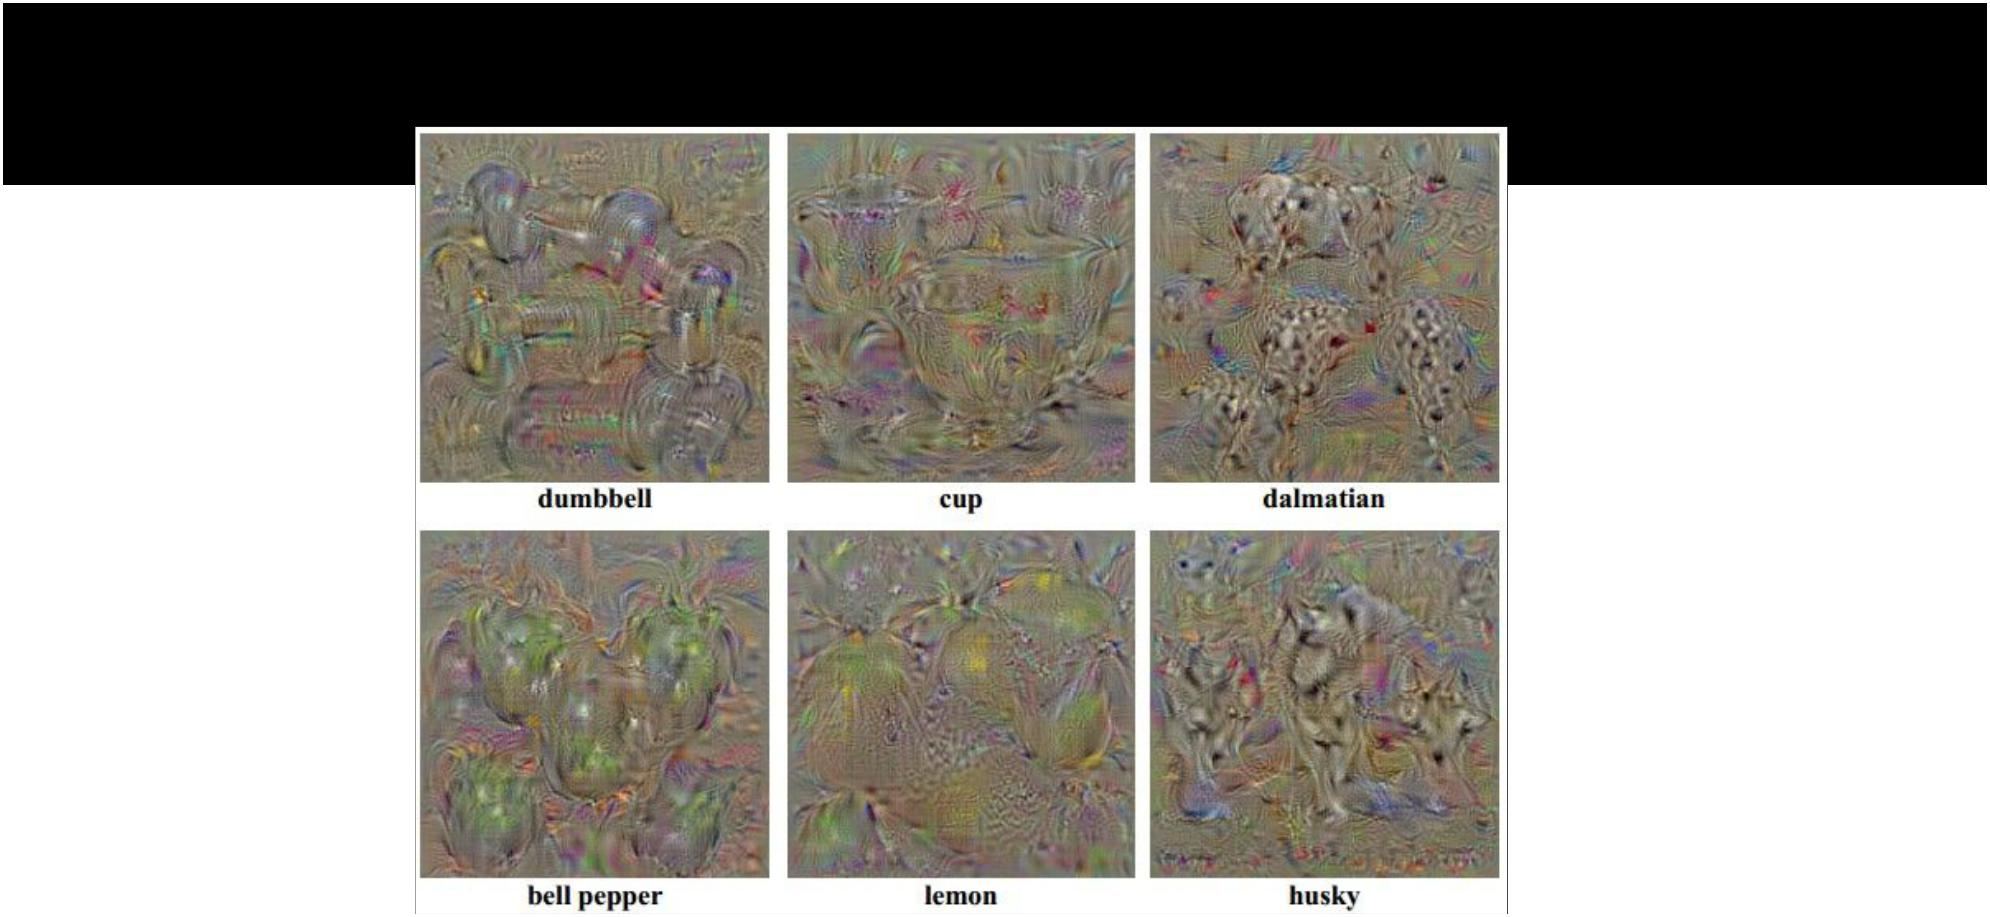 dumbbell
cup
dalmatian
bell pepper
lemon
husky